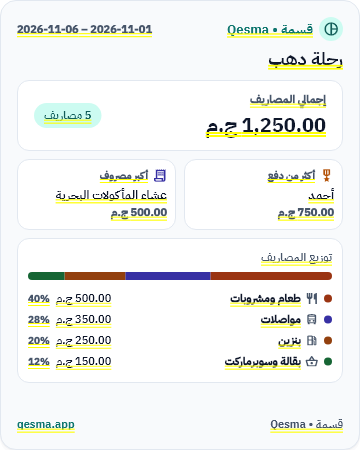 قسمة • Qesma
2026-11-01 – 2026-11-06
رحلة دهب
إجمالي المصاريف
1,250.00 ج.م
5 مصاريف
أكثر من دفع
أحمد
750.00 ج.م
أكبر مصروف
عشاء المأكولات البحرية
500.00 ج.م
توزيع المصاريف
طعام ومشروبات 500.00 ج.م 40%
مواصلات 350.00 ج.م 28%
بنزين 250.00 ج.م 20%
بقالة وسوبرماركت 150.00 ج.م 12%
قسمة • Qesma
qesma.app